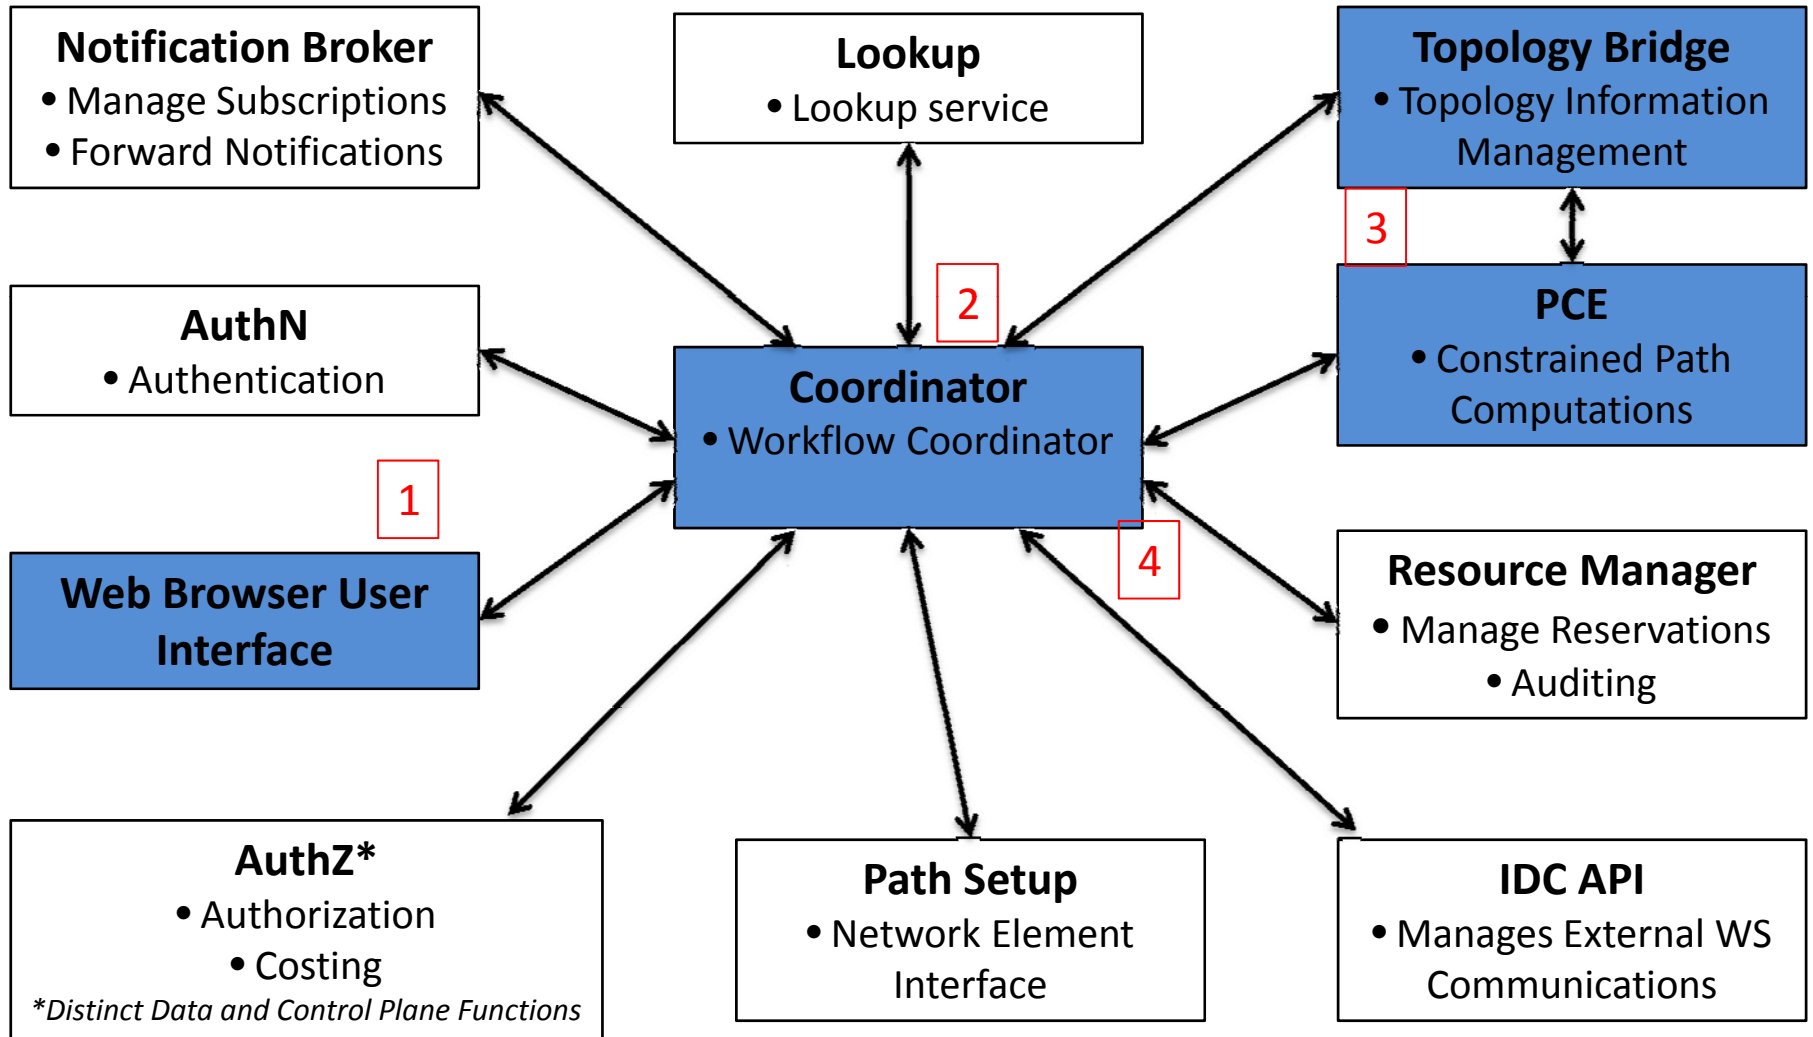 Notification Broker
• Manage Subscriptions
• Forward Notifications
Lookup
• Lookup service
Topology Bridge
• Topology Information
Management
3
2
AuthN
• Authentication
PCE
• Constrained Path
Computations
Coordinator
• Workflow Coordinator
1
4
Web Browser User
Interface
Resource Manager
• Manage Reservations
• Auditing
AuthZ*
• Authorization
• Costing
*Distinct Data and Control Plane Functions
Path Setup
• Network Element
Interface
IDC API
• Manages External WS
Communications